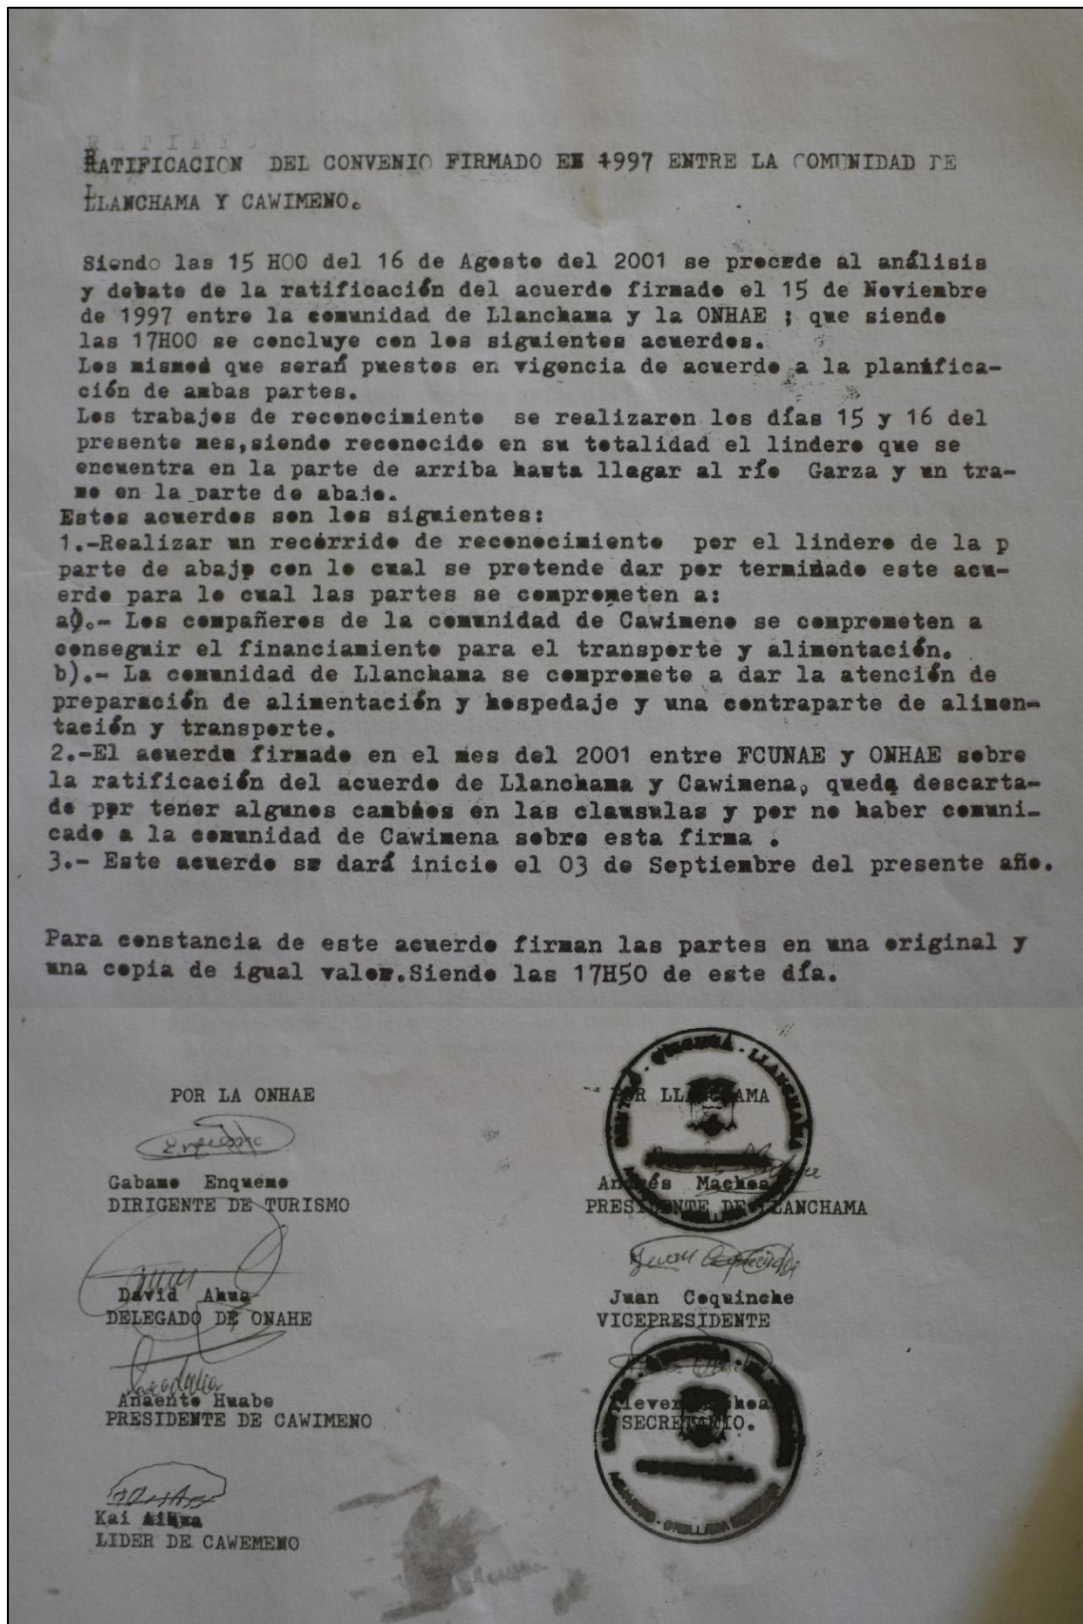 RATIFICACION DEL CONVENIO FIRMADO EN 1997 ENTRE LA COMUNIDAD DE
LLANCHAMA Y CAWIMENO.
Siendo las 15 H00 del 16 de Agosto del 2001 se procede al análisis
y debate de la ratificación del acuerdo firmado el 15 de Noviembre
de 1997 entre la comunidad de Llanchama y la ONHAE ; que siendo
las 17H00 se concluye con los siguientes acuerdos.
Los mismos que serań puestos en vigencia de acuerdo a la planifica-
ción de ambas partes.
Los trabajos de reconocimiento se realizaron los días 15 y 16 del
presente mes,siendo reconocido en su totalidad el lindero que se
encuentra en la parte de arriba hasta llegar al río Garza y un tra-
mo en la parte de abajo.
Estos acuerdos son los siguientes:
1.-Realizar un recorrido de reconocimiento por el lindero de la p
parte de abajo con lo cual se pretende dar por terminado este acu-
erdo para lo cual las partes se comprometen a:
a).- Los compañeros de la comunidad de Cawimeno se comprometen a
conseguir el financiamiento para el transporte y alimentación.
b).- La comunidad de Llanchama se compromete a dar la atención de
preparación de alimentación y hospedaje y una contraparte de alimen-
tación y transporte.
2.-El acuerdo firmado en el mes del 2001 entre FCUNAE y ONHAE sobre
la ratificación del acuerdo de Llanchama y Cawimena, queda descarta-
do por tener algunos cambios en las clausulas y por no haber comuni-
cado a la comunidad de Cawimena sobre esta firma .
3.- Este acuerdo se dará inicio el 03 de Septiembre del presente año.
Para constancia de este acuerdo firman las partes en una original y
una copia de igual valor.Siendo las 17H50 de este día.
POR LA ONHAE
Gabamo Enquemo
DIRIGENTE DE TURISMO
David Ahua
DELEGADO DE ONAHE
Anaento Huabe
PRESIDENTE DE CAWIMENO
Kai
LIDER DE CAWEMENO
POR LLANCHAMA
Andrés Machoa
PRESIDENTE DE LLANCHAMA
Juan Coquinche
VICEPRESIDENTE
SECRETARIO.
LLANCHAMA